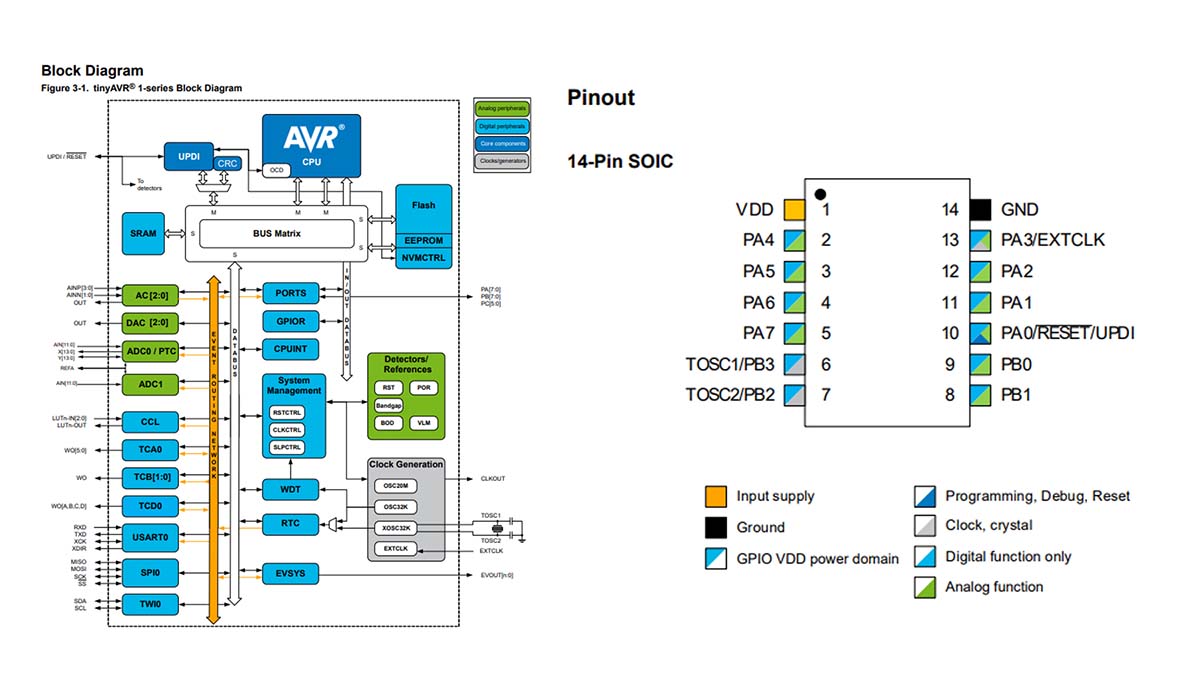 Block Diagram
Figure 3-1. tinyAVR® 1-series Block Diagram
Analog peripherals
Digital peripherals
Core components
Clocks/generators
UPDI / RESET
To
detectors
UPDI
CRC
AVR®
CPU
OCD
M
M
M
S
S
S
S
BUS Matrix
SRAM
Flash
EEPROM
NVMCTRL
EVENT ROUTING NETWORK
DATABUS
IN/OUT DATABUS
AINP[3:0]
AINN[1:0]
OUT
AC [2:0]
OUT
DAC [2:0]
AIN[11:0]
X[13:0]
Y[13:0]
ADC0 / PTC
REFA
AIN[11:0]
ADC1
LUTn-IN[2:0]
LUTn-OUT
CCL
WO[5:0]
TCA0
WO
TCB[1:0]
WO[A,B,C,D]
TCD0
RXD
TXD
XCK
XDIR
USART0
MISO
MOSI
SCK
SS
SPI0
SDA
SCL
TWI0
PORTS
PA[7:0]
PB[7:0]
PC[5:0]
GPIOR
CPUINT
System
Management
RSTCTRL
CLKCTRL
SLPCTRL
Detectors/
References
RST
POR
Bandgap
BOD
VLM
WDT
RTC
EVSYS
EVOUT[n:0]
Clock Generation
OSC20M
OSC32K
XOSC32K
EXTCLK
CLKOUT
TOSC1
TOSC2
EXTCLK
Pinout
14-Pin SOIC
VDD 1 14 GND
PA4 2 13 PA3/EXTCLK
PA5 3 12 PA2
PA6 4 11 PA1
PA7 5 10 PA0/RESET/UPDI
TOSC1/PB3 6 9 PB0
TOSC2/PB2 7 8 PB1
Input supply
Ground
GPIO VDD power domain
Programming, Debug, Reset
Clock, crystal
Digital function only
Analog function